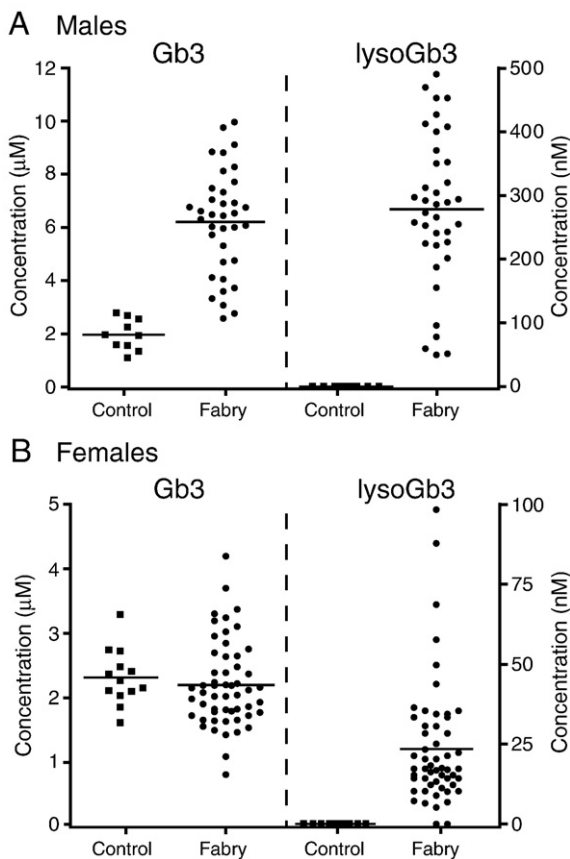 A Males
Gb3 lysoGb3
Concentration (μM)
12
10
8
6
4
2
0
500
400
300
200
100
0
Concentration (nM)
Control Fabry Control Fabry
B Females
Gb3 lysoGb3
Concentration (μM)
5
4
3
2
1
0
100
75
50
25
0
Concentration (nM)
Control Fabry Control Fabry